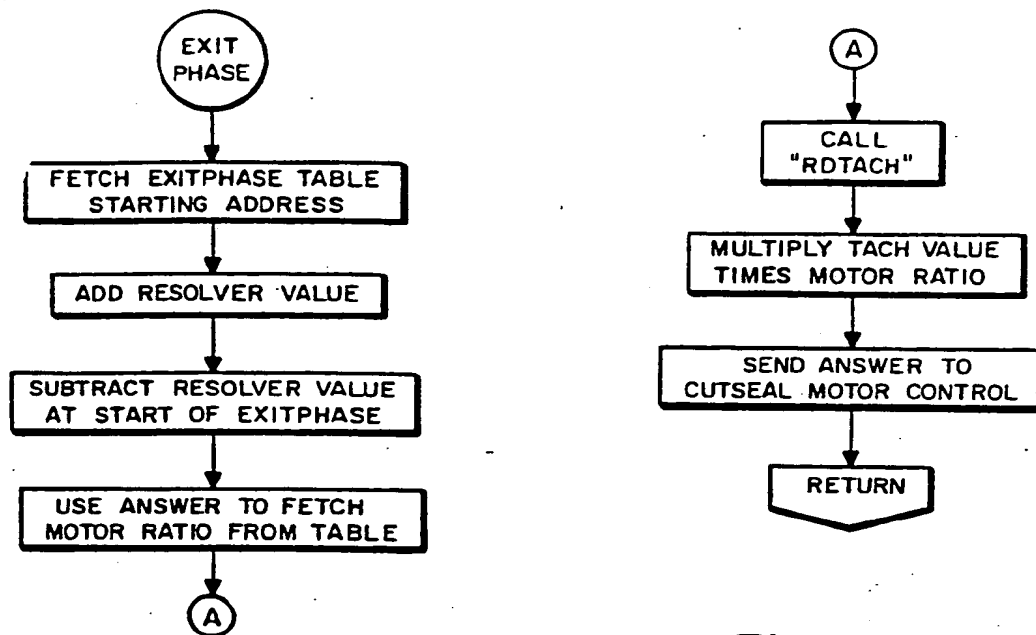 EXIT
PHASE
FETCH EXITPHASE TABLE
STARTING ADDRESS
ADD RESOLVER VALUE
SUBTRACT RESOLVER VALUE
AT START OF EXITPHASE
USE ANSWER TO FETCH
MOTOR RATIO FROM TABLE
A
A
CALL
"RDTACH"
MULTIPLY TACH VALUE
TIMES MOTOR RATIO
SEND ANSWER TO
CUTSEAL MOTOR CONTROL
RETURN